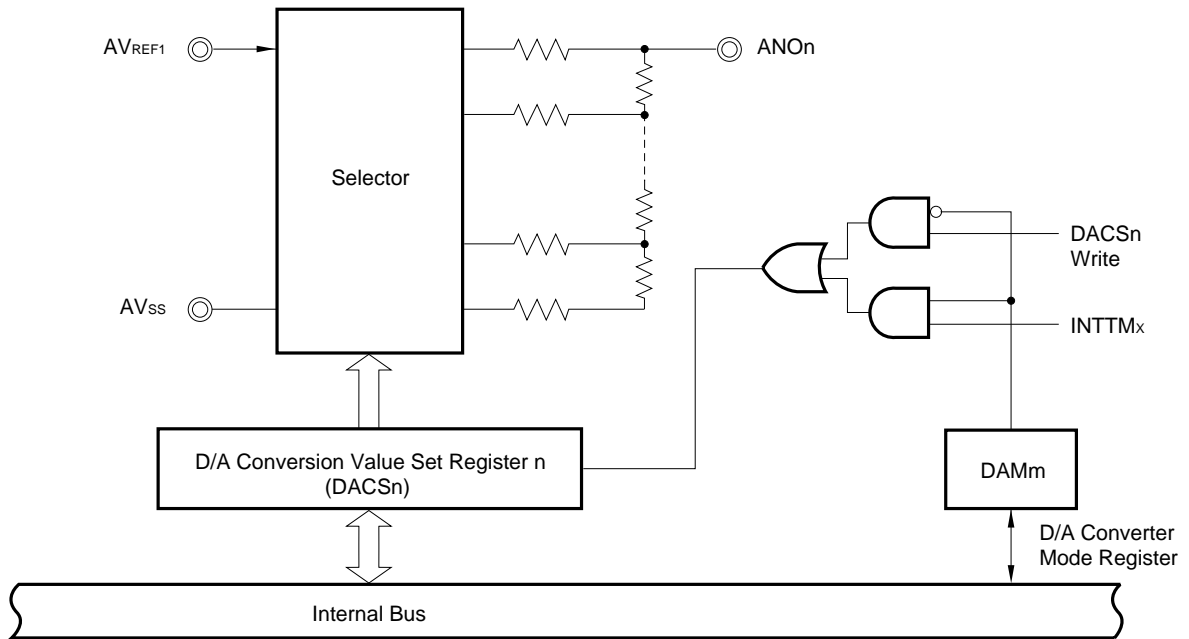 AVREF1
ANOn
Selector
DACSn
Write
AVSS
INTTMx
D/A Conversion Value Set Register n
(DACSn)
DAMm
D/A Converter
Mode Register
Internal Bus